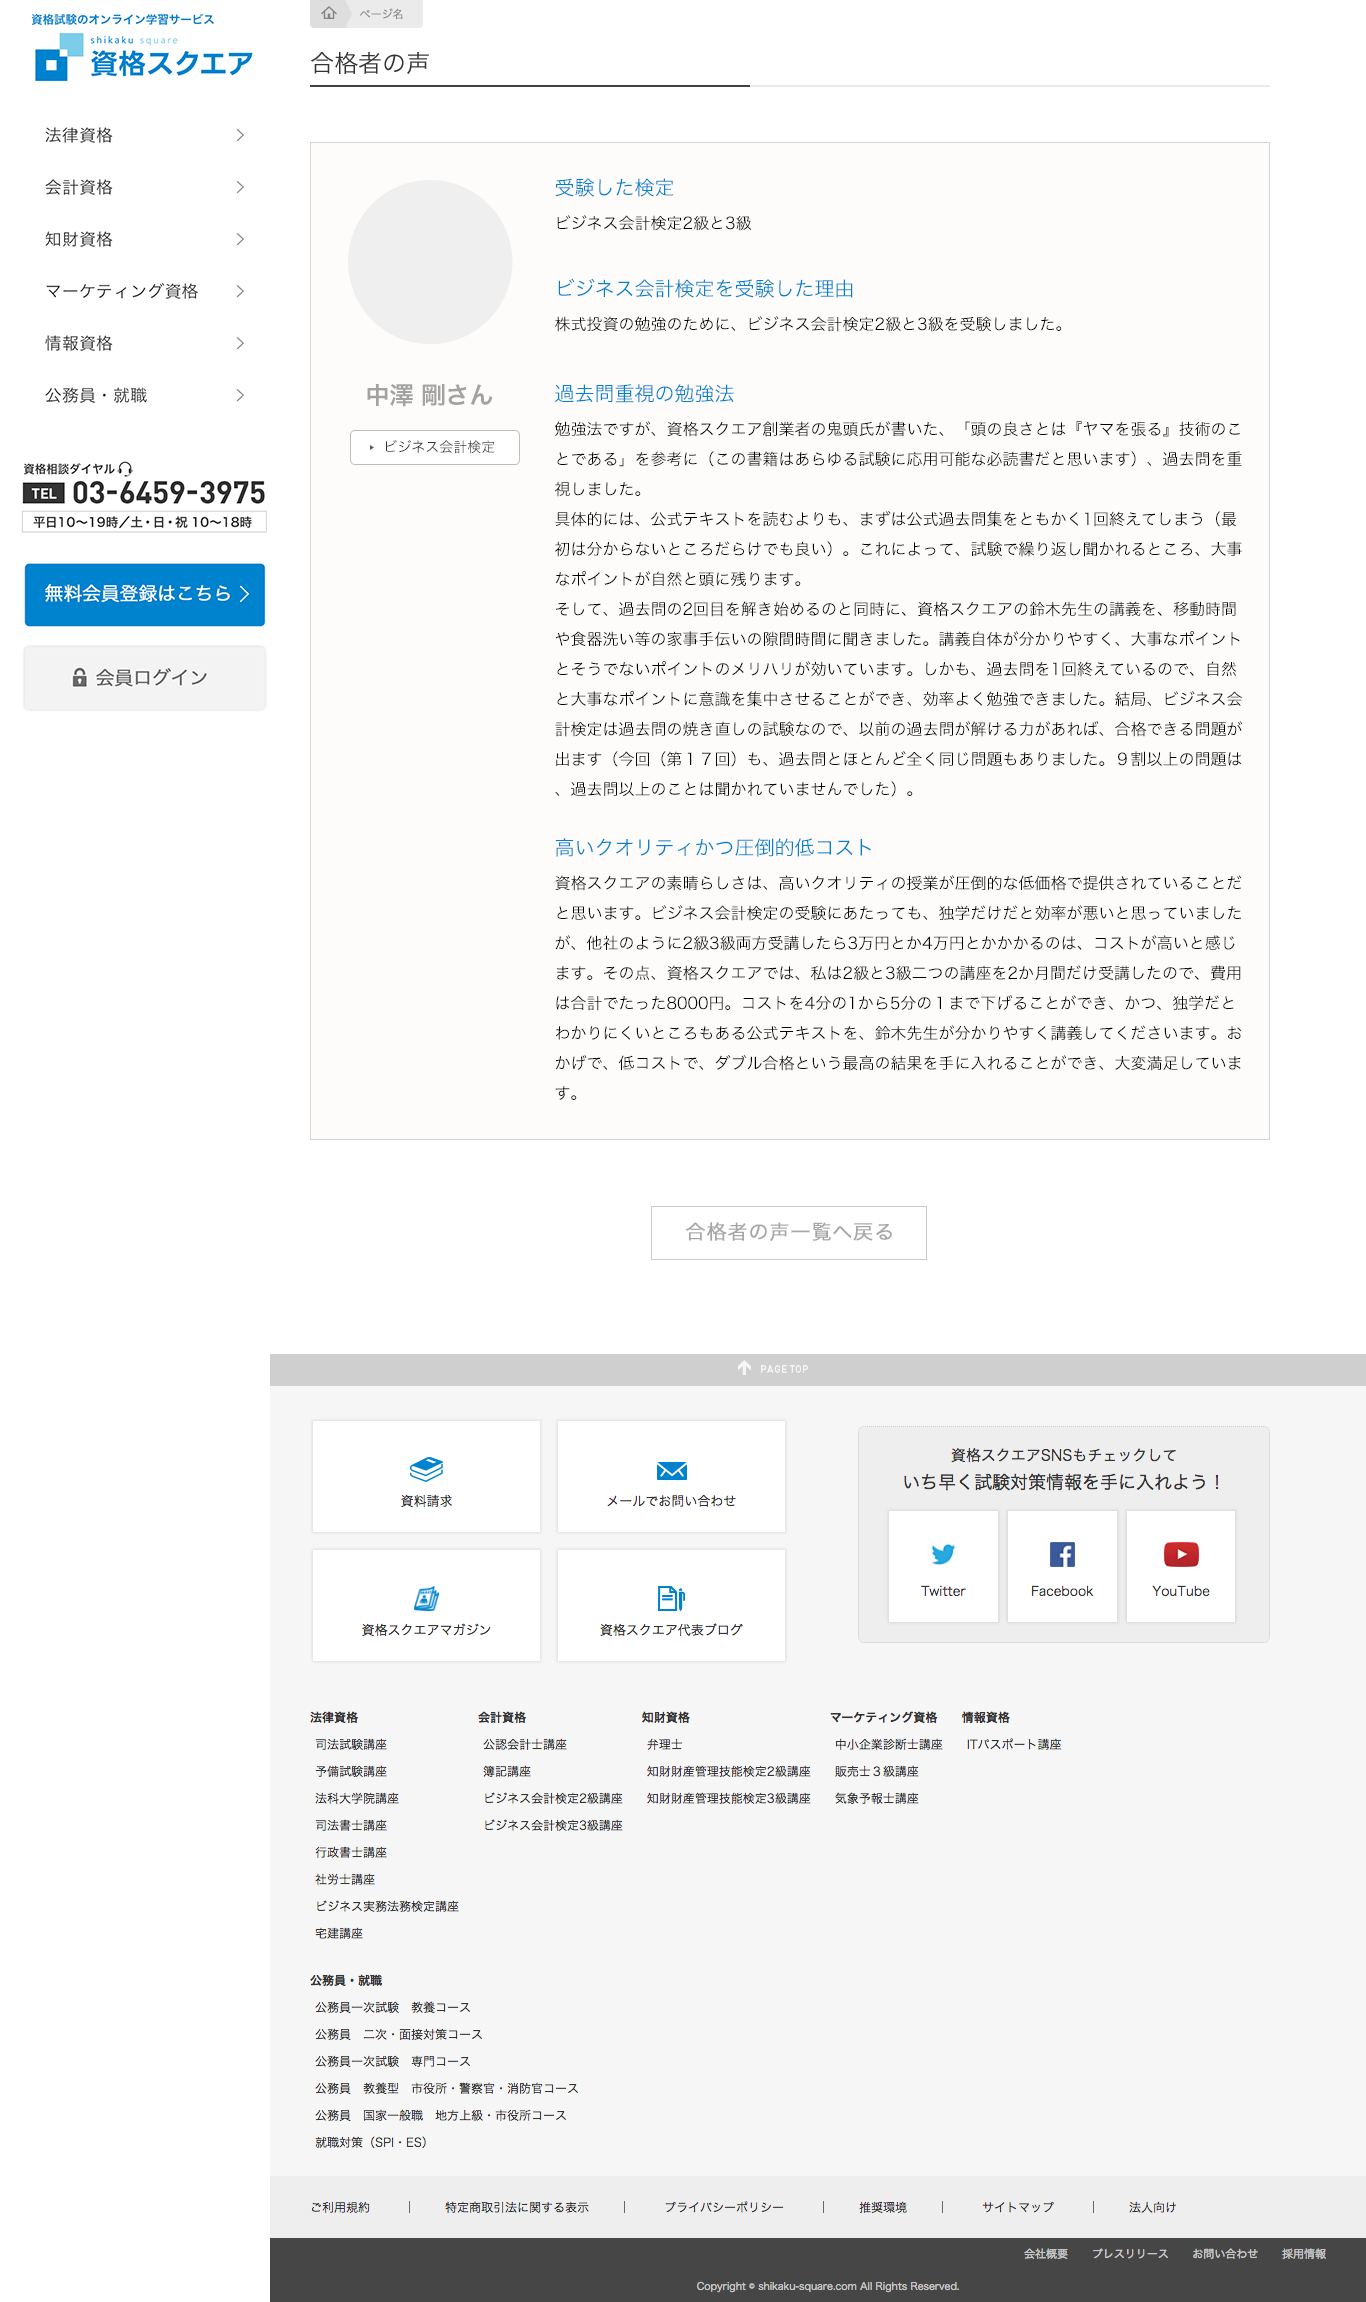 資格試験のオンライン学習サービス
shikaku square
資格スクエア
法律資格
会計資格
知財資格
マーケティング資格
情報資格
公務員・就職
資格相談ダイヤル
TEL 03-6459-3975
平日10〜19時／土・日・祝 10〜18時
無料会員登録はこちら
会員ログイン
ページ名
合格者の声
中澤 剛さん
ビジネス会計検定
受験した検定
ビジネス会計検定2級と3級
ビジネス会計検定を受験した理由
株式投資の勉強のために、ビジネス会計検定2級と3級を受験しました。
過去問重視の勉強法
勉強法ですが、資格スクエア創業者の鬼頭氏が書いた、「頭の良さとは『ヤマを張る』技術のこ
とである」を参考に（この書籍はあらゆる試験に応用可能な必読書だと思います）、過去問を重
視しました。
具体的には、公式テキストを読むよりも、まずは公式過去問集をともかく1回終えてしまう（最
初は分からないところだらけでも良い）。これによって、試験で繰り返し聞かれるところ、大事
なポイントが自然と頭に残ります。
そして、過去問の2回目を解き始めるのと同時に、資格スクエアの鈴木先生の講義を、移動時間
や食器洗い等の家事手伝いの隙間時間に聞きました。講義自体が分かりやすく、大事なポイント
とそうでないポイントのメリハリが効いています。しかも、過去問を1回終えているので、自然
と大事なポイントに意識を集中させることができ、効率よく勉強できました。結局、ビジネス会
計検定は過去問の焼き直しの試験なので、以前の過去問が解ける力があれば、合格できる問題が
出ます（今回（第１７回）も、過去問とほとんど全く同じ問題もありました。９割以上の問題は
、過去問以上のことは聞かれていませんでした）。
高いクオリティかつ圧倒的低コスト
資格スクエアの素晴らしさは、高いクオリティの授業が圧倒的な低価格で提供されていることだ
と思います。ビジネス会計検定の受験にあたっても、独学だけだと効率が悪いと思っていました
が、他社のように2級3級両方受講したら3万円とか4万円とかかかるのは、コストが高いと感じ
ます。その点、資格スクエアでは、私は2級と3級二つの講座を2か月間だけ受講したので、費用
は合計でたった8000円。コストを4分の1から5分の１まで下げることができ、かつ、独学だと
わかりにくいところもある公式テキストを、鈴木先生が分かりやすく講義してくださいます。お
かげで、低コストで、ダブル合格という最高の結果を手に入れることができ、大変満足していま
す。
合格者の声一覧へ戻る
PAGE TOP
資料請求
メールでお問い合わせ
資格スクエアマガジン
資格スクエア代表ブログ
資格スクエアSNSもチェックして
いち早く試験対策情報を手に入れよう！
Twitter
Facebook
YouTube
法律資格
司法試験講座
予備試験講座
法科大学院講座
司法書士講座
行政書士講座
社労士講座
ビジネス実務法務検定講座
宅建講座
会計資格
公認会計士講座
簿記講座
ビジネス会計検定2級講座
ビジネス会計検定3級講座
知財資格
弁理士
知財財産管理技能検定2級講座
知財財産管理技能検定3級講座
マーケティング資格
中小企業診断士講座
販売士３級講座
気象予報士講座
情報資格
ITパスポート講座
公務員・就職
公務員一次試験　教養コース
公務員　二次・面接対策コース
公務員一次試験　専門コース
公務員　教養型　市役所・警察官・消防官コース
公務員　国家一般職　地方上級・市役所コース
就職対策（SPI・ES）
ご利用規約 | 特定商取引法に関する表示 | プライバシーポリシー | 推奨環境 | サイトマップ | 法人向け
会社概要 プレスリリース お問い合わせ 採用情報
Copyright © shikaku-square.com All Rights Reserved.